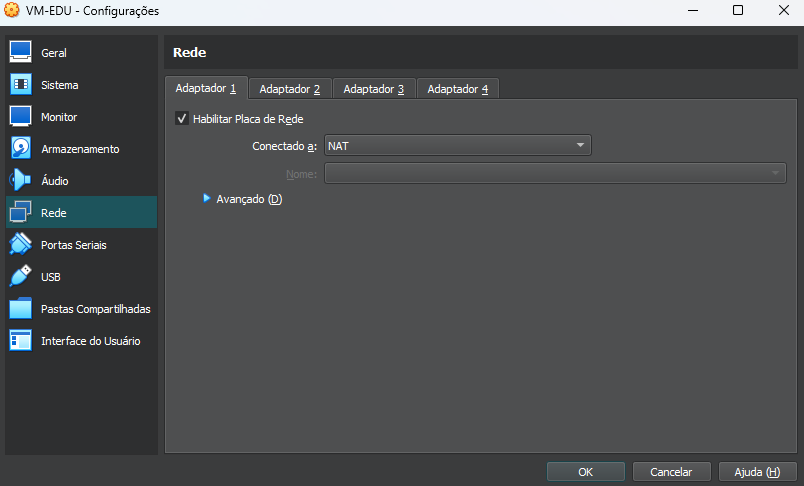 VM-EDU - Configurações
Geral
Sistema
Monitor
Armazenamento
Áudio
Rede
Portas Seriais
USB
Pastas Compartilhadas
Interface do Usuário
Rede
Adaptador 1 Adaptador 2 Adaptador 3 Adaptador 4
Habilitar Placa de Rede
Conectado a: NAT
Nome:
Avançado (D)
OK Cancelar Ajuda (H)